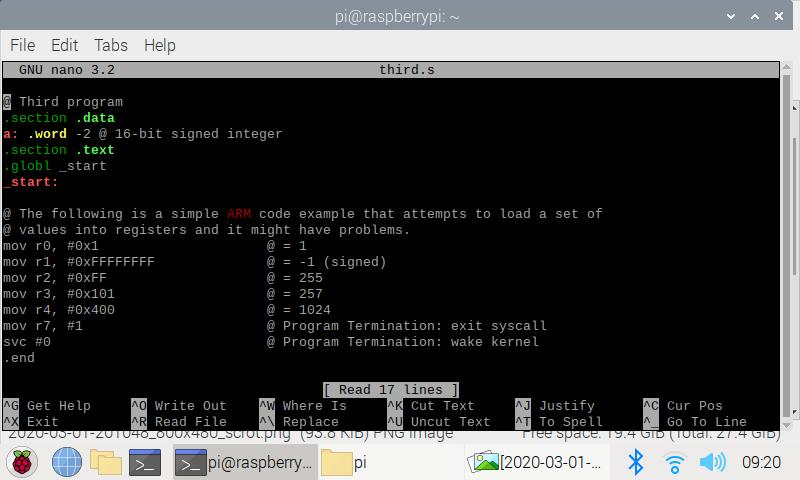 pi@raspberrypi: ~
File Edit Tabs Help
GNU nano 3.2 third.s
@ Third program
.section .data
a: .word -2 @ 16-bit signed integer
.section .text
.globl _start
_start:
@ The following is a simple ARM code example that attempts to load a set of
@ values into registers and it might have problems.
mov r0, #0x1 @ = 1
mov r1, #0xFFFFFFFF @ = -1 (signed)
mov r2, #0xFF @ = 255
mov r3, #0x101 @ = 257
mov r4, #0x400 @ = 1024
mov r7, #1 @ Program Termination: exit syscall
svc #0 @ Program Termination: wake kernel
.end
[ Read 17 lines ]
^G Get Help ^O Write Out ^W Where Is ^K Cut Text ^J Justify ^C Cur Pos
^X Exit ^R Read File ^\ Replace ^U Uncut Text ^T To Spell ^_ Go To Line
2020-03-01-201048_800x480_scrot.png (93.8 KiB) PNG image Free space: 19.4 GiB (Total: 27.4 GiB)
pi@raspberry... pi [2020-03-01-... 09:20